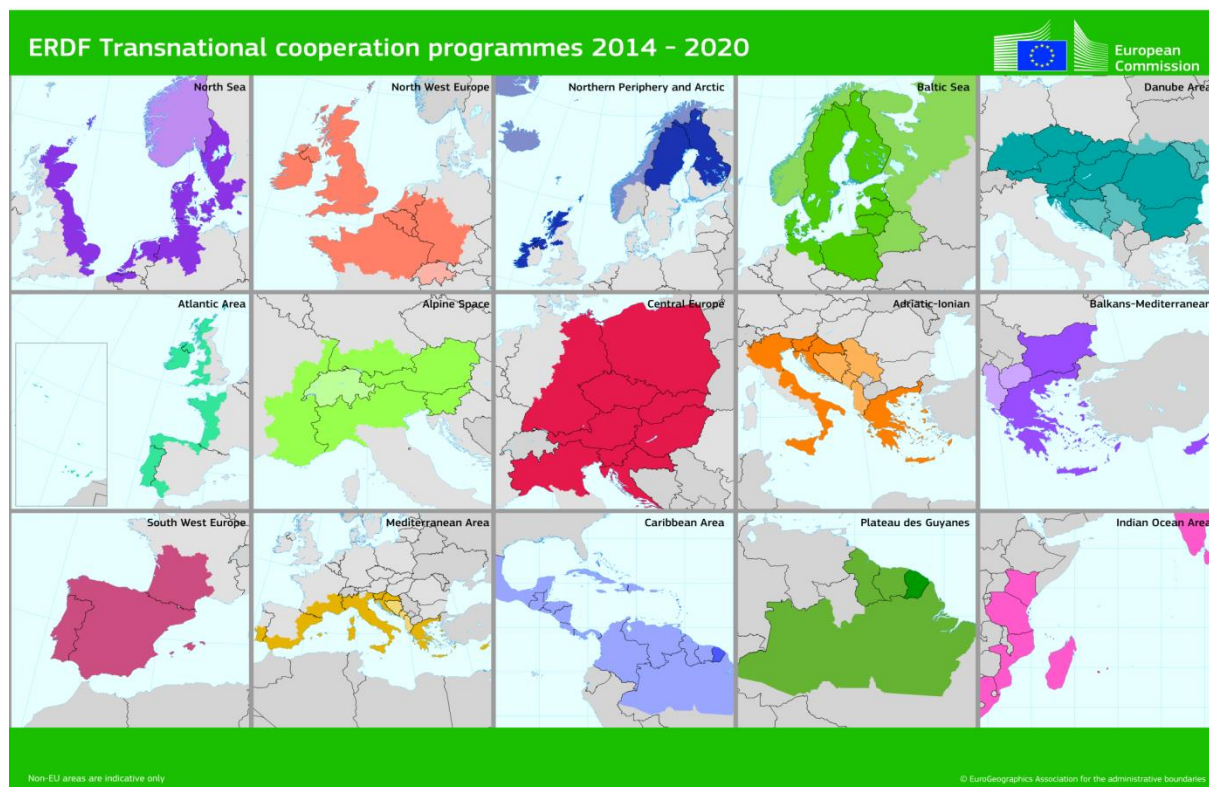 ERDF Transnational cooperation programmes 2014 - 2020
European
Commission
North Sea
North West Europe
Northern Periphery and Arctic
Baltic Sea
Danube Area
Atlantic Area
Alpine Space
Central Europe
Adriatic-Ionian
Balkans-Mediterranean
South West Europe
Mediterranean Area
Caribbean Area
Plateau des Guyanes
Indian Ocean Area
Non-EU areas are indicative only
© EuroGeographics Association for the administrative boundaries